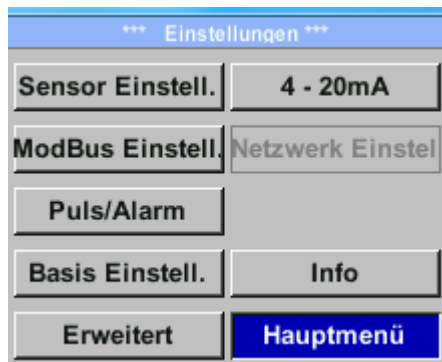 *** Einstellungen ***
Sensor Einstell. 4 - 20mA
ModBus Einstell. Netzwerk Einstel
Puls/Alarm
Basis Einstell. Info
Erweitert Hauptmenü